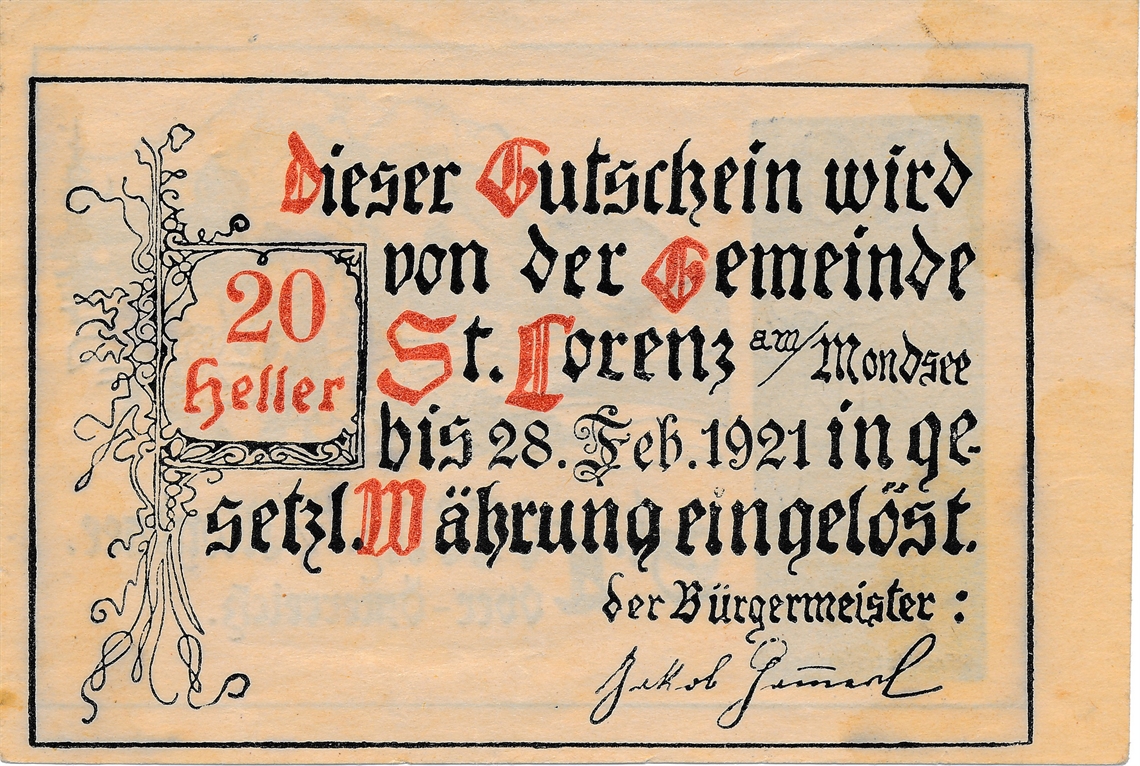 Dieser Gutschein wird
von der Gemeinde
20
Heller
St. Lorenz am/Mondsee
bis 28. Feb. 1921 in ge-
setzl. Währung eingelöst.
der Bürgermeister:
Jakob